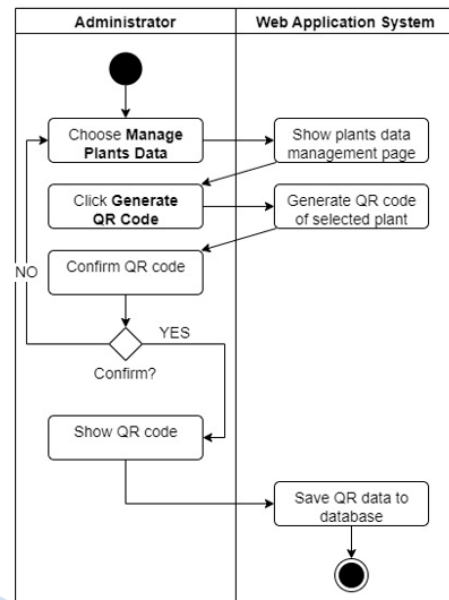 Administrator
Web Application System
Choose Manage
Plants Data
Show plants data
management page
Click Generate
QR Code
Generate QR code
of selected plant
Confirm QR code
NO
YES
Confirm?
Show QR code
Save QR data to
database